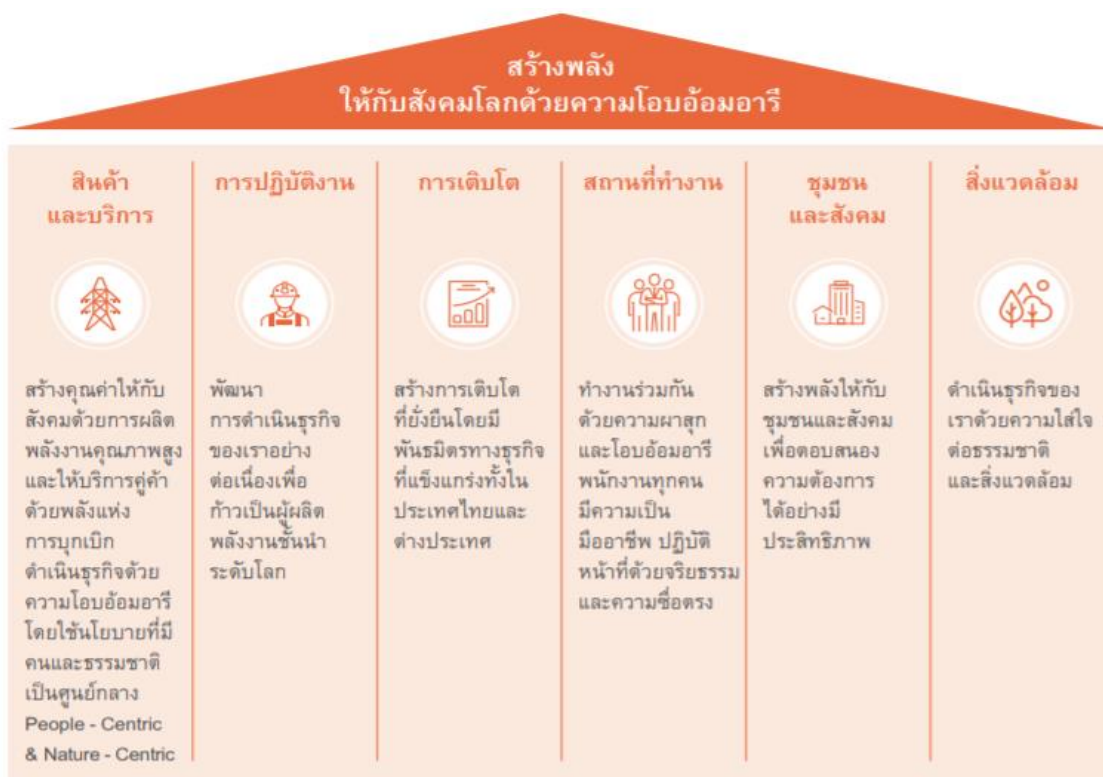 สร้างพลัง
ให้กับสังคมโลกด้วยความโอบอ้อมอารี
สินค้า
และบริการ
สร้างคุณค่าให้กับ
สังคมด้วยการผลิต
พลังงานคุณภาพสูง
และให้บริการคู่ค้า
ด้วยพลังแห่ง
การบุกเบิก
ดำเนินธุรกิจด้วย
ความโอบอ้อมอารี
โดยใช้นโยบายที่มี
คนและธรรมชาติ
เป็นศูนย์กลาง
People - Centric
& Nature - Centric
การปฏิบัติงาน
พัฒนา
การดำเนินธุรกิจ
ของเราอย่าง
ต่อเนื่องเพื่อ
ก้าวเป็นผู้ผลิต
พลังงานชั้นนำ
ระดับโลก
การเติบโต
สร้างการเติบโต
ที่ยั่งยืนโดยมี
พันธมิตรทางธุรกิจ
ที่แข็งแกร่งทั้งใน
ประเทศไทยและ
ต่างประเทศ
สถานที่ทำงาน
ทำงานร่วมกัน
ด้วยความผาสุก
และโอบอ้อมอารี
พนักงานทุกคน
มีความเป็น
มืออาชีพ ปฏิบัติ
หน้าที่ด้วยจริยธรรม
และความซื่อตรง
ชุมชน
และสังคม
สร้างพลังให้กับ
ชุมชนและสังคม
เพื่อตอบสนอง
ความต้องการ
ได้อย่างมี
ประสิทธิภาพ
สิ่งแวดล้อม
ดำเนินธุรกิจของ
เราด้วยความใส่ใจ
ต่อธรรมชาติ
และสิ่งแวดล้อม